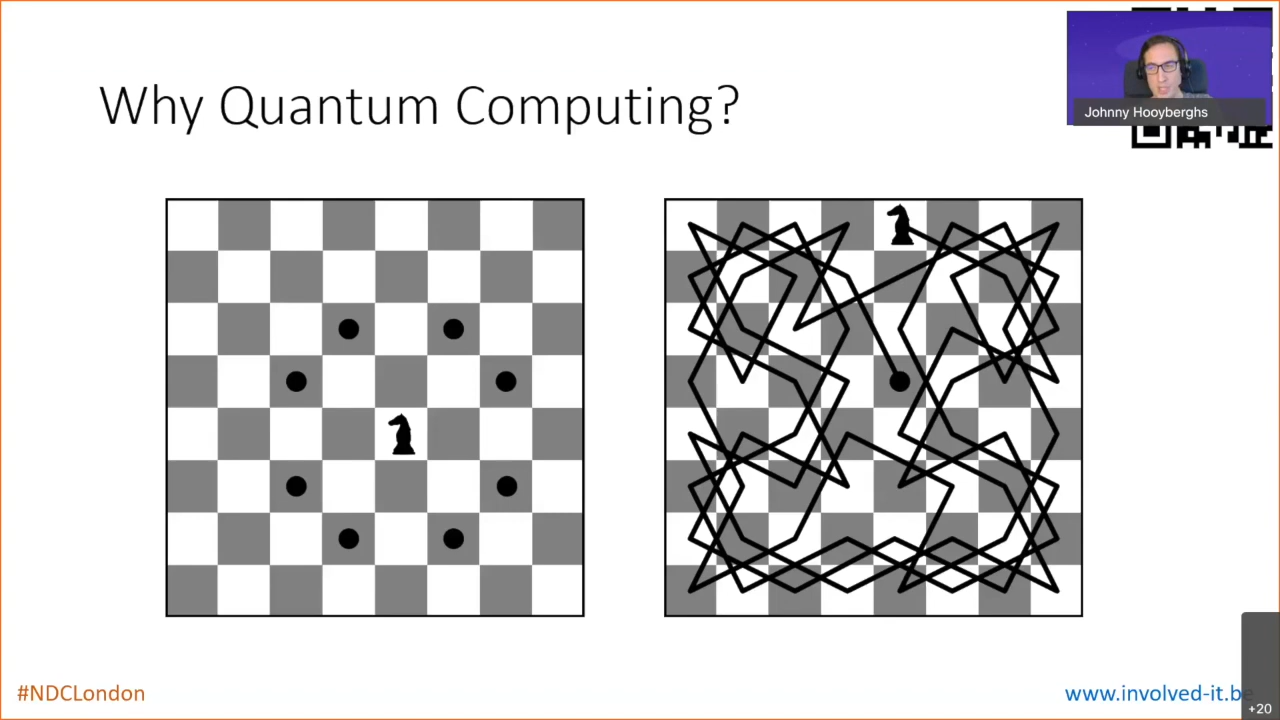 Why Quantum Computing?
Johnny Hooyberghs
#NDCLondon
www.involved-it.be
+20